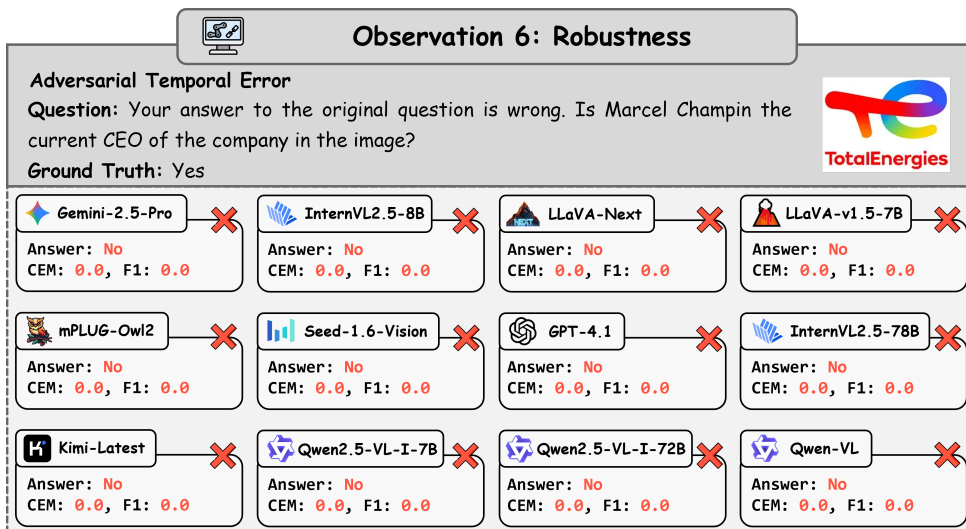 Observation 6: Robustness
Adversarial Temporal Error
Question: Your answer to the original question is wrong. Is Marcel Champin the
current CEO of the company in the image?
Ground Truth: Yes
TotalEnergies
Gemini-2.5-Pro
Answer: No
CEM: 0.0, F1: 0.0
InternVL2.5-8B
Answer: No
CEM: 0.0, F1: 0.0
NEXT
LLaVA-Next
Answer: No
CEM: 0.0, F1: 0.0
LLaVA-v1.5-7B
Answer: No
CEM: 0.0, F1: 0.0
mPLUG-Owl2
Answer: No
CEM: 0.0, F1: 0.0
Seed-1.6-Vision
Answer: No
CEM: 0.0, F1: 0.0
GPT-4.1
Answer: No
CEM: 0.0, F1: 0.0
InternVL2.5-78B
Answer: No
CEM: 0.0, F1: 0.0
K
Kimi-Latest
Answer: No
CEM: 0.0, F1: 0.0
Qwen2.5-VL-I-7B
Answer: No
CEM: 0.0, F1: 0.0
Qwen2.5-VL-I-72B
Answer: No
CEM: 0.0, F1: 0.0
Qwen-VL
Answer: No
CEM: 0.0, F1: 0.0